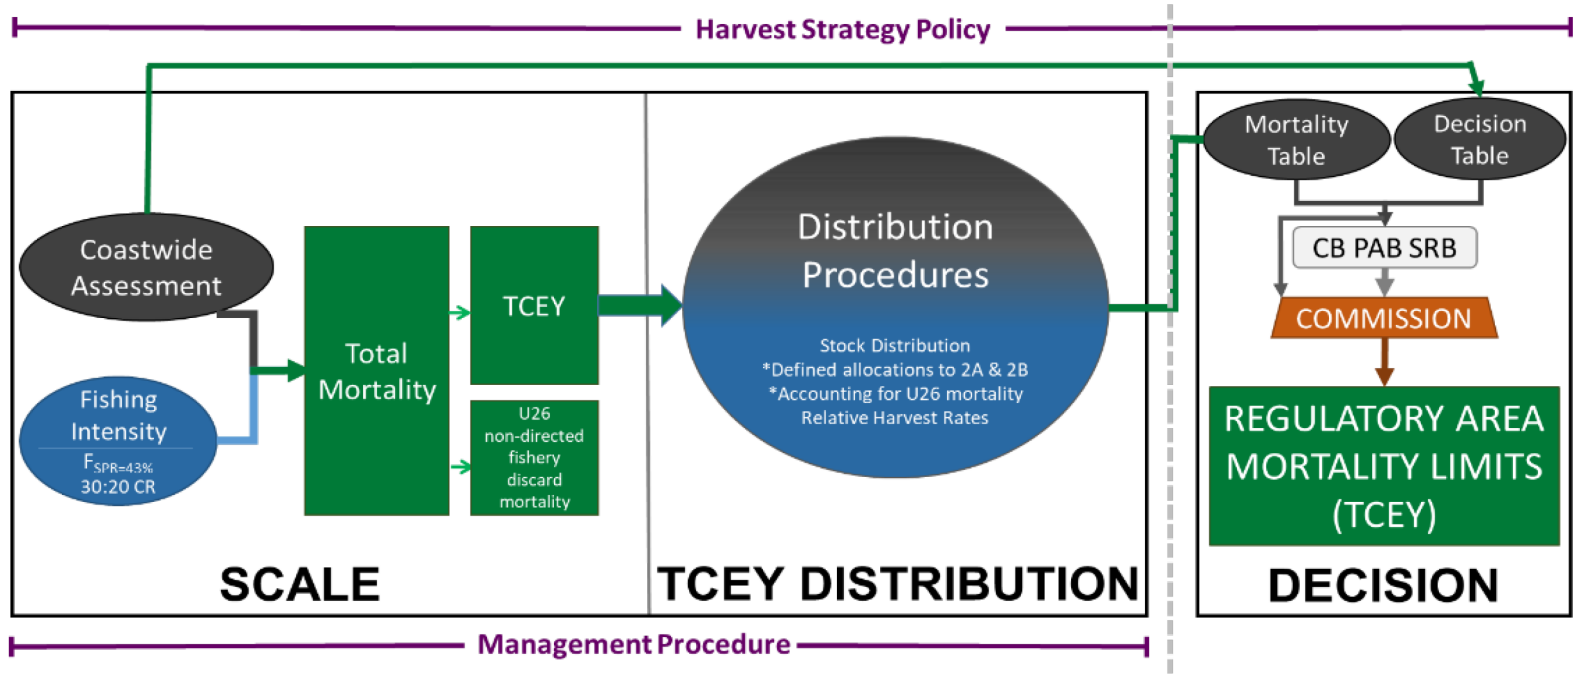 Harvest Strategy Policy
Coastwide
Assessment
Fishing
Intensity
FSPR=43%
30:20 CR
Total
Mortality
TCEY
U26
non-directed
fishery
discard
mortality
SCALE
Distribution
Procedures
Stock Distribution
*Defined allocations to 2A & 2B
*Accounting for U26 mortality
Relative Harvest Rates
TCEY DISTRIBUTION
Mortality
Table
Decision
Table
CB PAB SRB
COMMISSION
REGULATORY AREA
MORTALITY LIMITS
(TCEY)
DECISION
Management Procedure